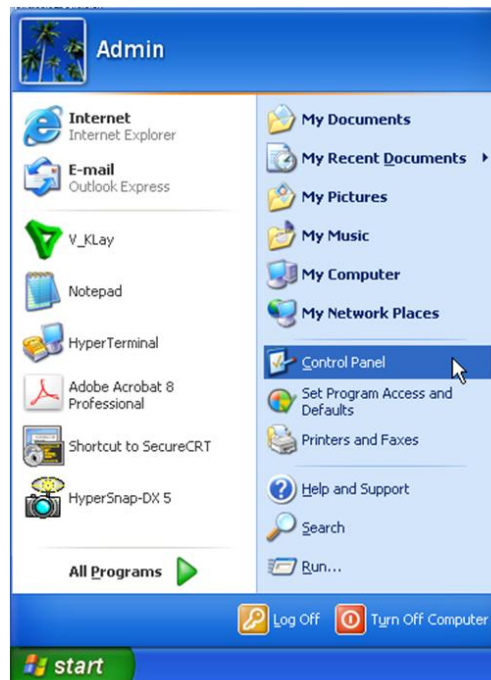 Admin
Internet
Internet Explorer
E-mail
Outlook Express
V_KLay
Notepad
HyperTerminal
Adobe Acrobat 8
Professional
Shortcut to SecureCRT
HyperSnap-DX 5
All Programs
My Documents
My Recent Documents
My Pictures
My Music
My Computer
My Network Places
Control Panel
Set Program Access and
Defaults
Printers and Faxes
Help and Support
Search
Run...
Log Off
Turn Off Computer
start